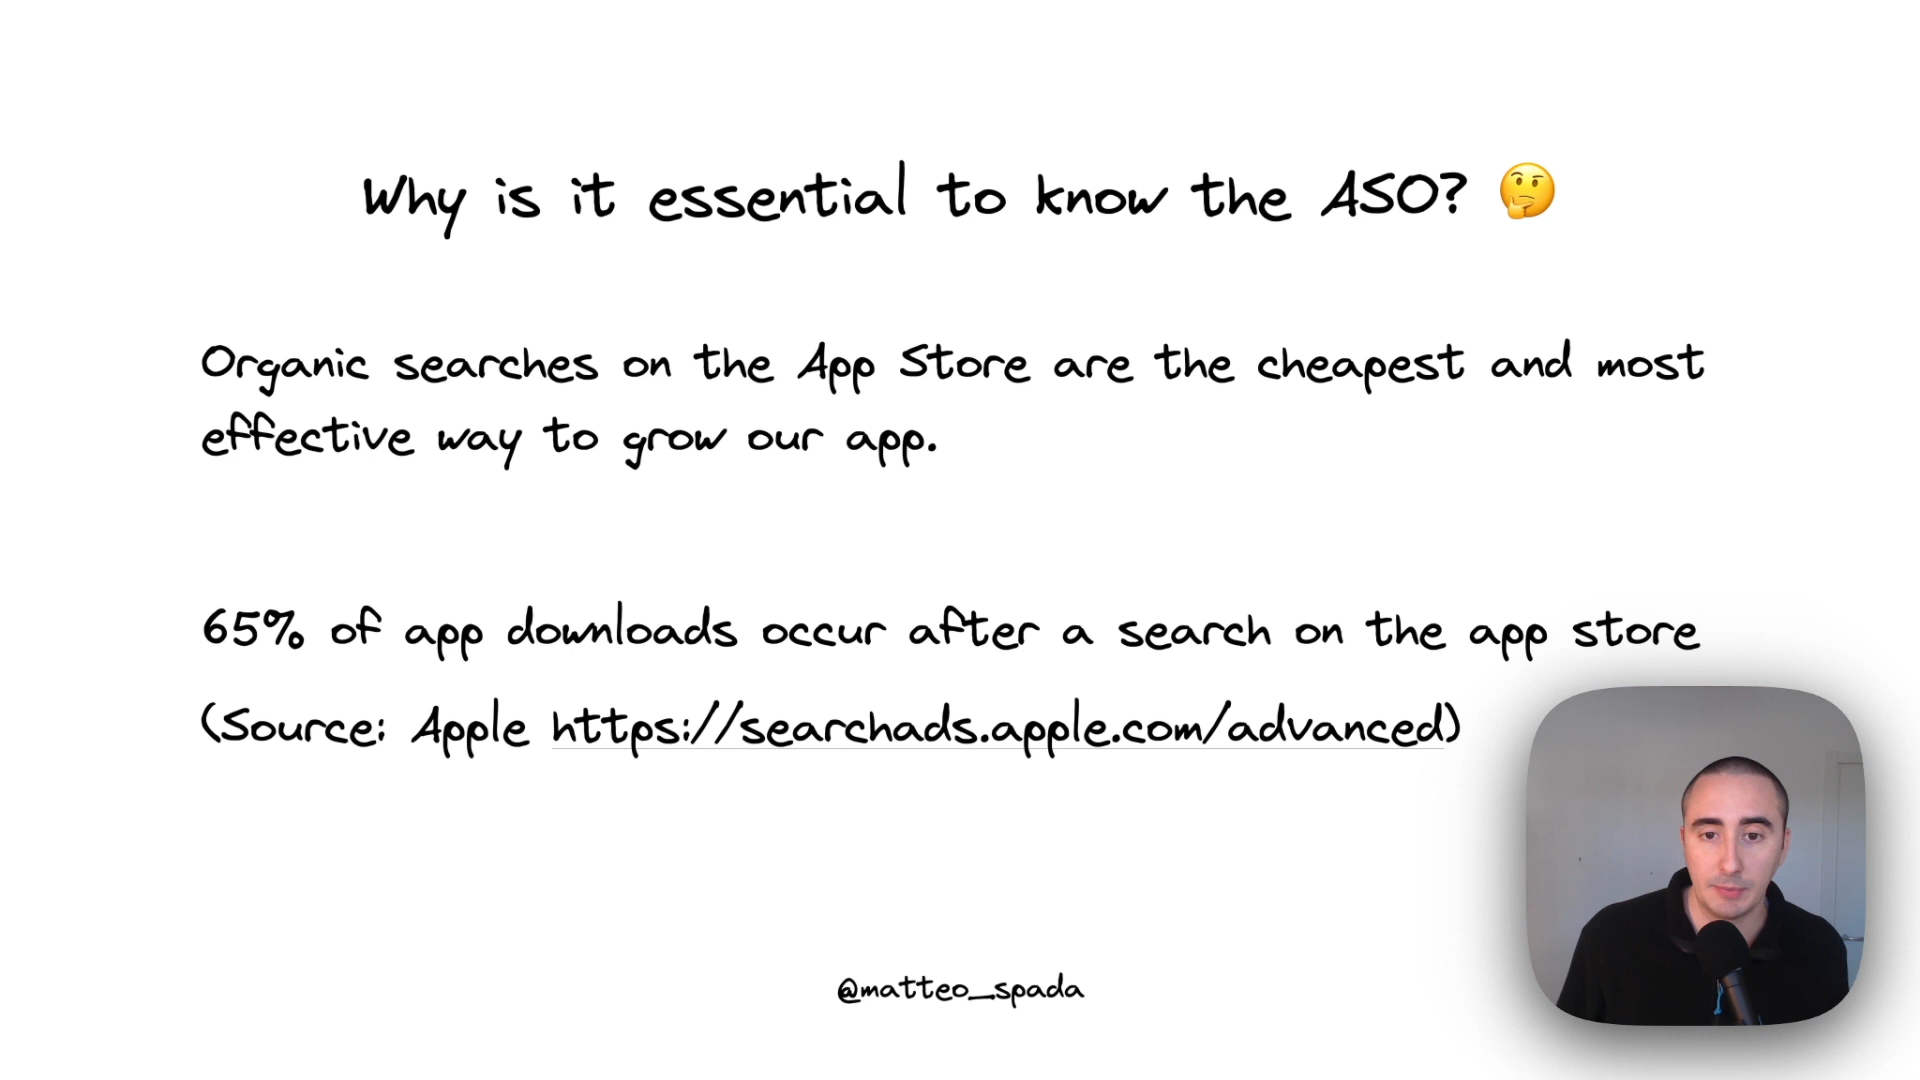 Why is it essential to know the ASO? 🤔
Organic searches on the App Store are the cheapest and most
effective way to grow our app.
65% of app downloads occur after a search on the app store
(Source: Apple https://searchads.apple.com/advanced)
@matteo_spada